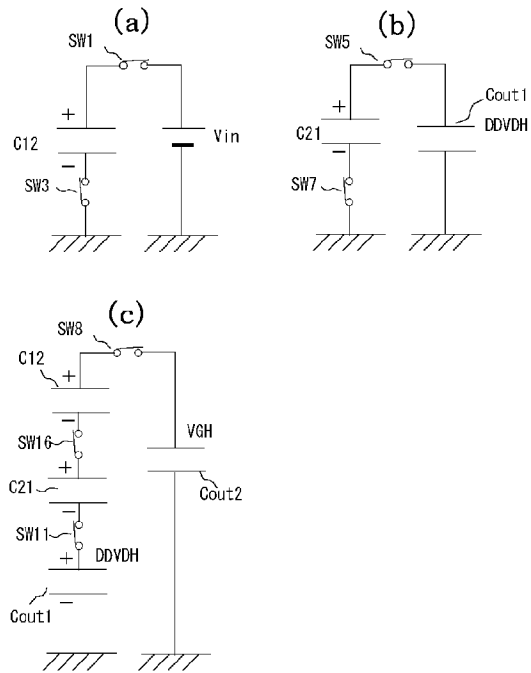 (a)
SW1
+
C12
Vin
−
SW3
(b)
SW5
Cout1
+
DDVDH
C21
−
SW7
(c)
SW8
C12
+
−
VGH
SW16
+
C21
Cout2
−
SW11
+
DDVDH
Cout1
−